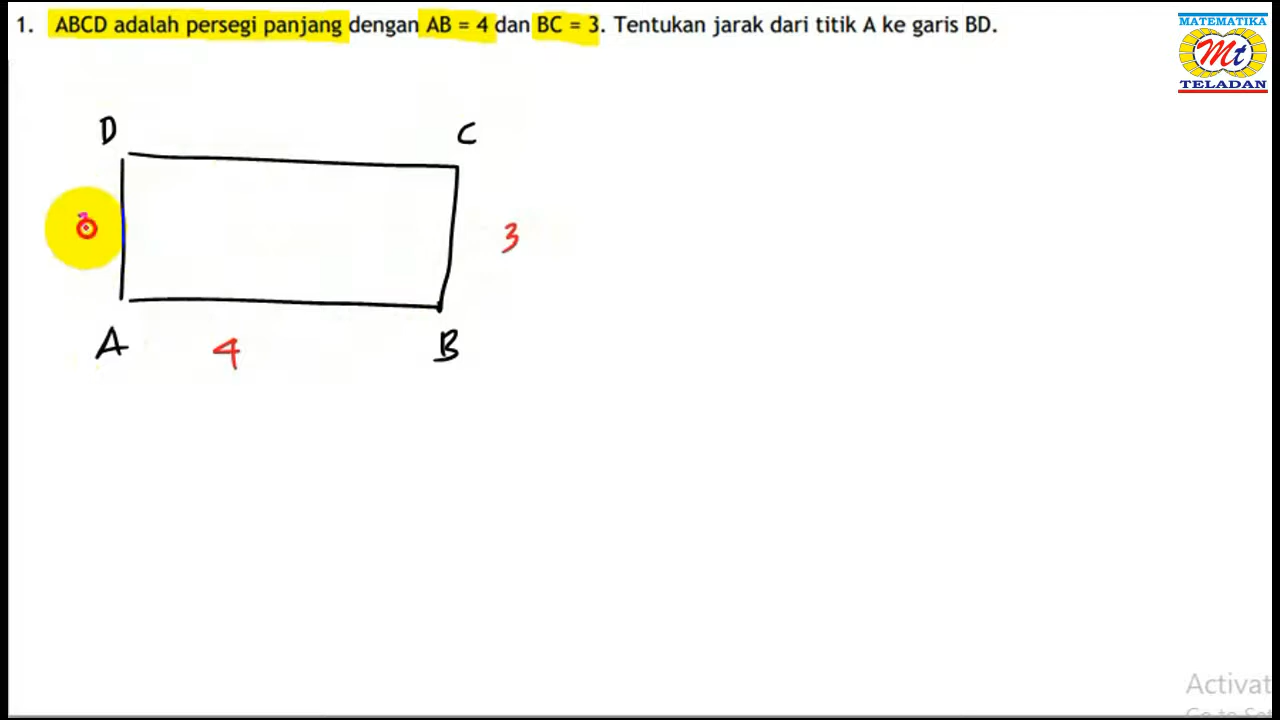 1. ABCD adalah persegi panjang dengan AB = 4 dan BC = 3. Tentukan jarak dari titik A ke garis BD.
MATEMATIKA
Mt
TELADAN
D
C
3
A
4
B
Activat